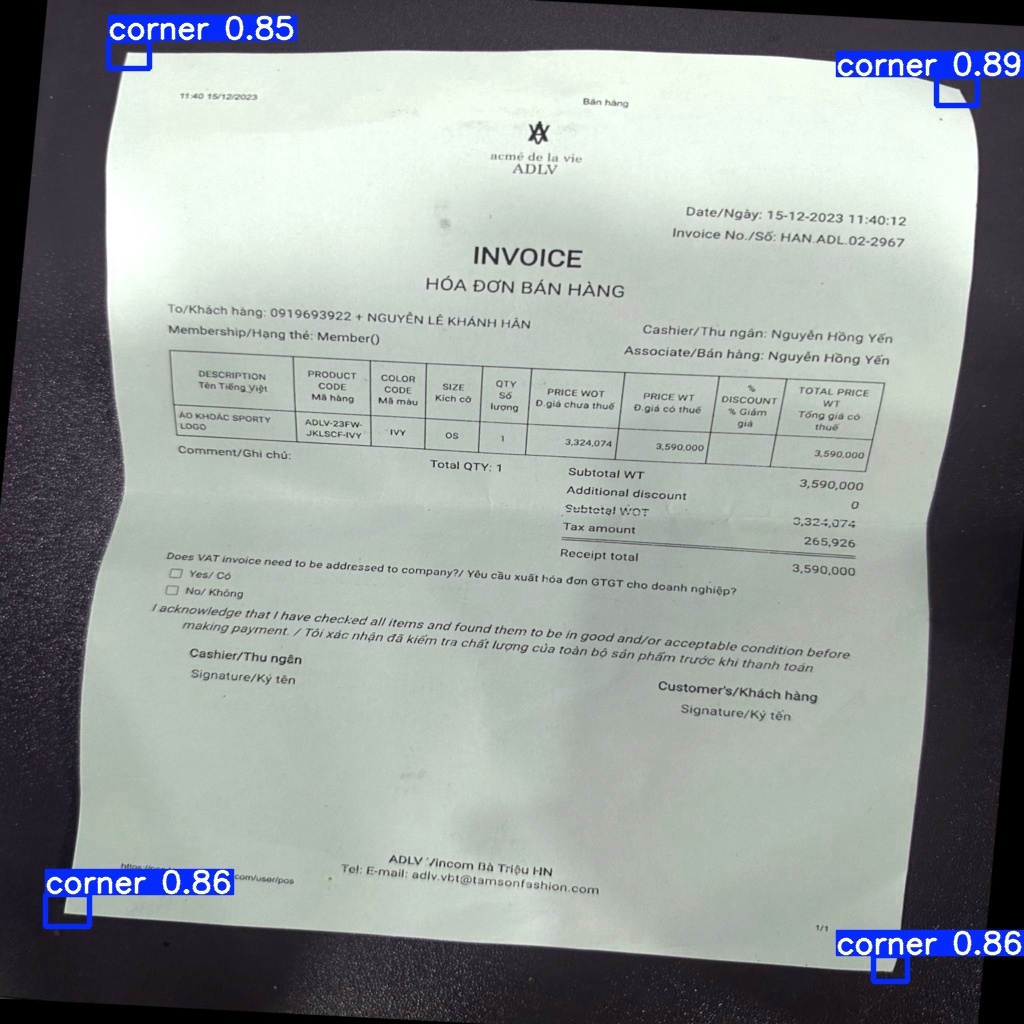 corner 0.85
corner 0.89
11:40 15/12/2023
Bán hàng
acmé de la vie
ADLV
Date/Ngày: 15-12-2023 11:40:12
Invoice No./Số: HAN.ADL.02-2967
INVOICE
HÓA ĐƠN BÁN HÀNG
To/Khách hàng: 0919693922 + NGUYỄN LÊ KHÁNH HÂN
Membership/Hạng thẻ: Member()
Cashier/Thu ngân: Nguyễn Hồng Yến
Associate/Bán hàng: Nguyễn Hồng Yến
DESCRIPTION Tên Tiếng Việt
PRODUCT CODE Mã hàng
COLOR CODE Mã màu
SIZE Kích cỡ
QTY Số lượng
PRICE WOT Đ.giá chưa thuế
PRICE WT Đ.giá có thuế
% DISCOUNT % Giảm giá
TOTAL PRICE WT Tổng giá có thuế
ÁO KHOÁC SPORTY LOGO
ADLV-23FW-JKLSCF-IVY
IVY
OS
1
3,324,074
3,590,000
3,590,000
Comment/Ghi chú:
Total QTY: 1
Subtotal WT 3,590,000
Additional discount 0
Subtotal WOT 3,324,074
Tax amount 265,926
Receipt total 3,590,000
Does VAT invoice need to be addressed to company?/ Yêu cầu xuất hóa đơn GTGT cho doanh nghiệp?
Yes/ Có
No/ Không
I acknowledge that I have checked all items and found them to be in good and/or acceptable condition before
making payment. / Tôi xác nhận đã kiểm tra chất lượng của toàn bộ sản phẩm trước khi thanh toán
Cashier/Thu ngân
Signature/Ký tên
Customer's/Khách hàng
Signature/Ký tên
ADLV Vincom Bà Triệu HN
Tel: E-mail: adlv.vbt@tamsonfashion.com
com/user/pos
1/1
corner 0.86
corner 0.86